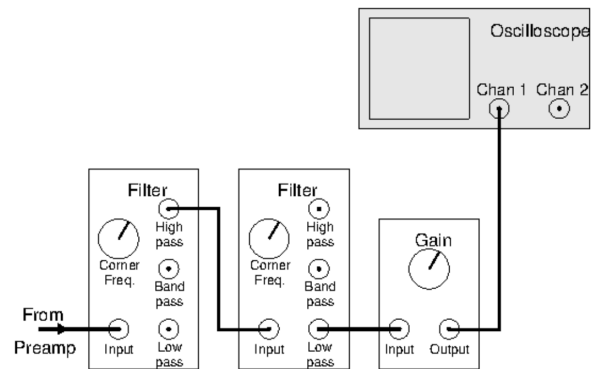 Oscilloscope
Chan 1 Chan 2
Filter
High
pass
Corner
Freq.
Band
pass
Input
Low
pass
Filter
High
pass
Corner
Freq.
Band
pass
Input
Low
pass
Gain
Input
Output
From
Preamp